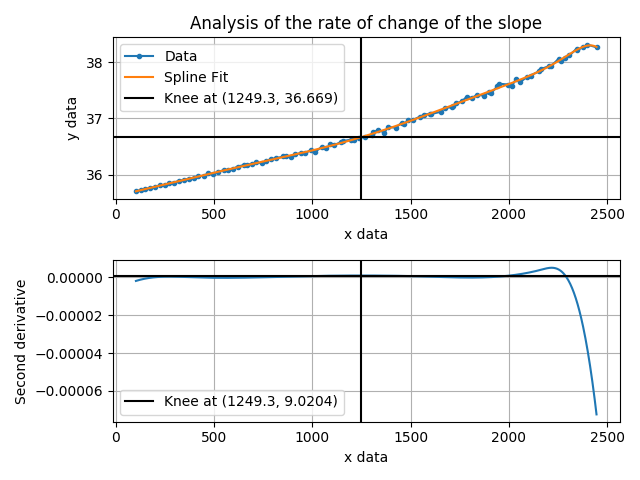 Analysis of the rate of change of the slope
38
37
36
y data
Data
Spline Fit
Knee at (1249.3, 36.669)
0 500 1000 1500 2000 2500
x data
0.00000
−0.00002
−0.00004
−0.00006
Second derivative
Knee at (1249.3, 9.0204)
0 500 1000 1500 2000 2500
x data